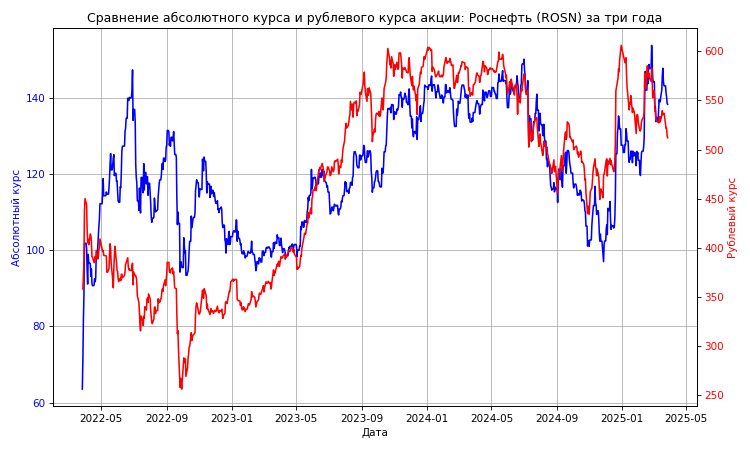 Сравнение абсолютного курса и рублевого курса акции: Роснефть (ROSN) за три года
Абсолютный курс
140
120
100
80
60
600
550
500
450
400
350
300
250
Рублевый курс
2022-05 2022-09 2023-01 2023-05 2023-09 2024-01 2024-05 2024-09 2025-01 2025-05
Дата